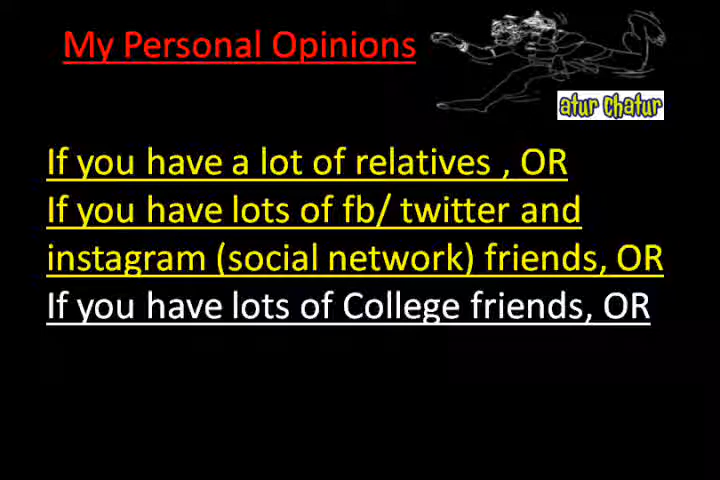 My Personal Opinions
atur chatur
If you have a lot of relatives , OR
If you have lots of fb/ twitter and
instagram (social network) friends, OR
If you have lots of College friends, OR